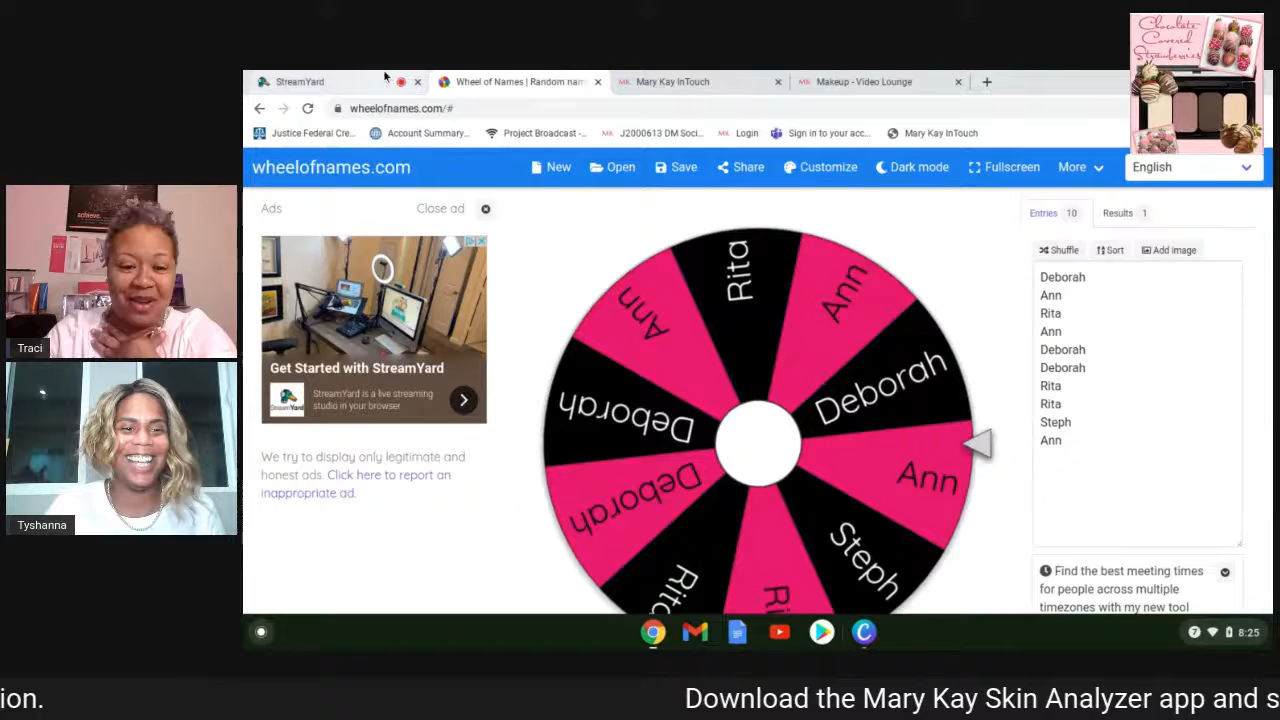 Chocolate
Covered
Strawberries
StreamYard
Wheel of Names | Random nam
Mary Kay InTouch
Makeup - Video Lounge
wheelofnames.com/#
Justice Federal Cre...
Account Summary...
Project Broadcast -...
J2000613 DM Soci...
Login
Sign in to your acc...
Mary Kay InTouch
wheelofnames.com
New
Open
Save
Share
Customize
Dark mode
Fullscreen
More
English
Ads
Close ad
achieve.
Get Started with StreamYard
StreamYard is a live streaming
studio in your browser
StreamYard
We try to display only legitimate and
honest ads. Click here to report an
inappropriate ad.
Traci
Tyshanna
Rita
Ann
Deborah
Ann
Steph
Ri
Rita
Deborah
Deborah
Ann
Entries 10
Results 1
Shuffle
Sort
Add image
Deborah
Ann
Rita
Ann
Deborah
Deborah
Rita
Rita
Steph
Ann
Find the best meeting times
for people across multiple
timezones with my new tool
7
8:25
ion.
Download the Mary Kay Skin Analyzer app and s